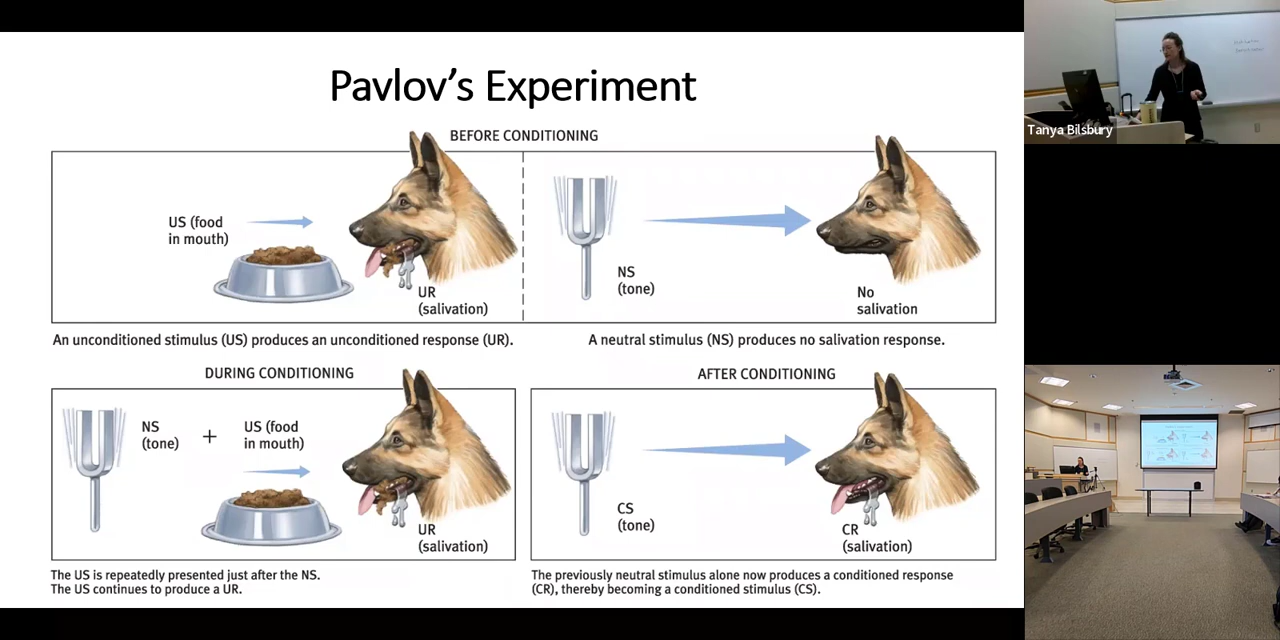 Pavlov's Experiment
BEFORE CONDITIONING
US (food
in mouth)
UR
(salivation)
NS
(tone)
No
salivation
An unconditioned stimulus (US) produces an unconditioned response (UR).
A neutral stimulus (NS) produces no salivation response.
DURING CONDITIONING
NS
(tone)
+
US (food
in mouth)
UR
(salivation)
The US is repeatedly presented just after the NS.
The US continues to produce a UR.
AFTER CONDITIONING
CS
(tone)
CR
(salivation)
The previously neutral stimulus alone now produces a conditioned response
(CR), thereby becoming a conditioned stimulus (CS).
Tanya Bilsbury